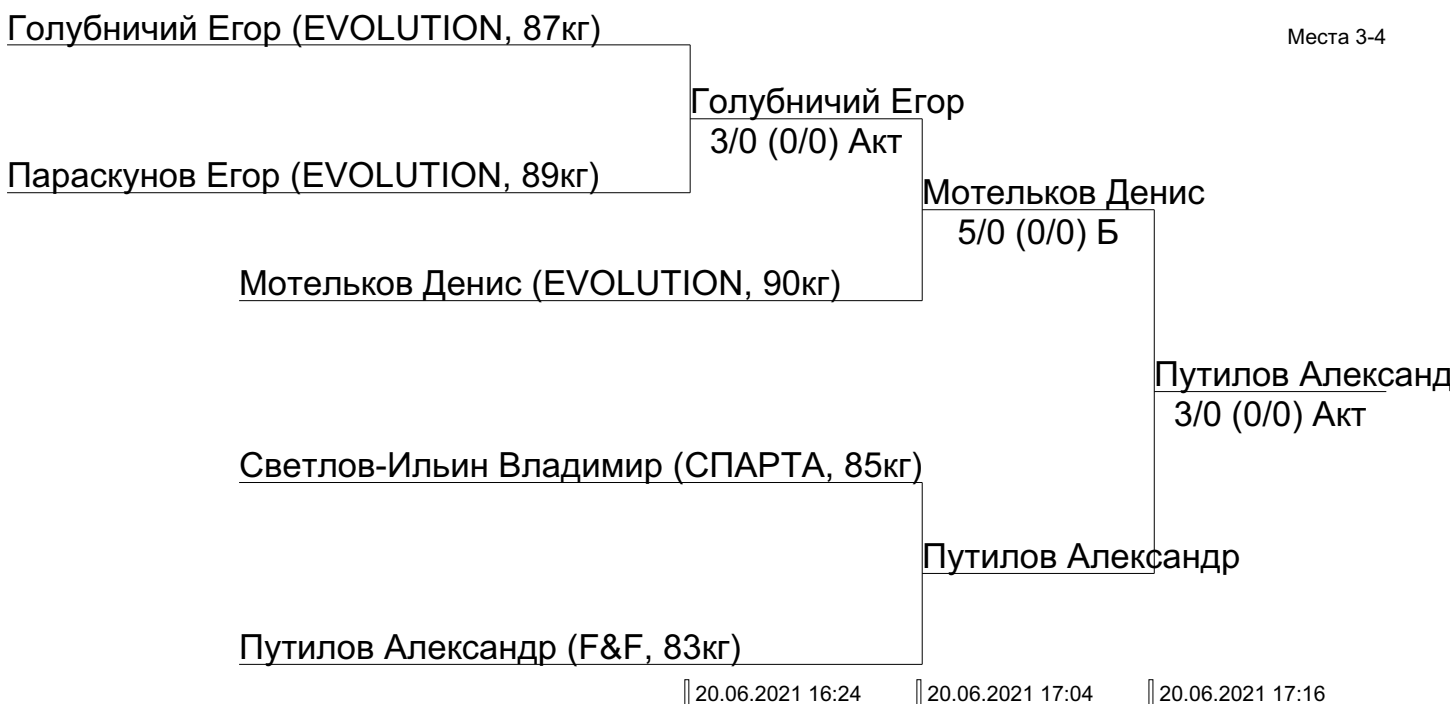 Голубничий Егор (EVOLUTION, 87кг)
Места 3-4
Голубничий Егор
3/0 (0/0) Акт
Параскунов Егор (EVOLUTION, 89кг)
Мотельков Денис
5/0 (0/0) Б
Мотельков Денис (EVOLUTION, 90кг)
Путилов Александ
3/0 (0/0) Акт
Светлов-Ильин Владимир (СПАРТА, 85кг)
Путилов Александр
Путилов Александр (F&F, 83кг)
20.06.2021 16:24 20.06.2021 17:04 20.06.2021 17:16